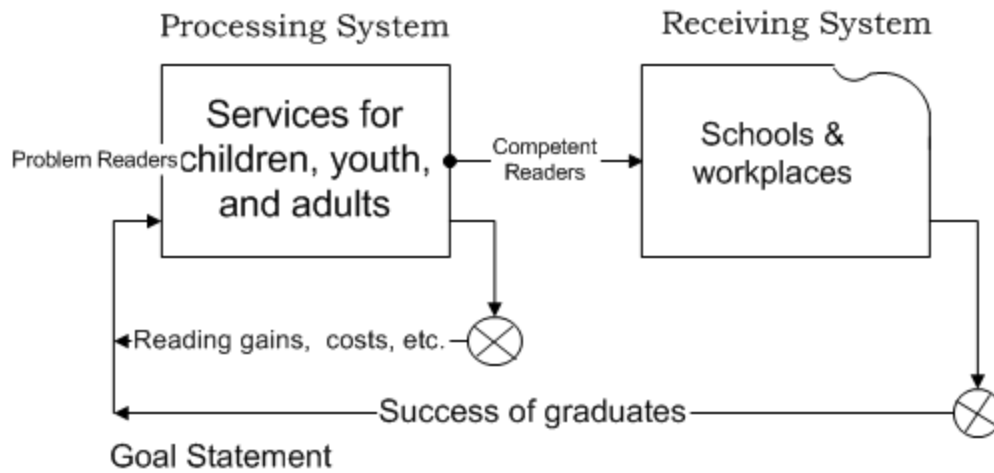 Processing System
Receiving System
Problem Readers
Services for
children, youth,
and adults
Competent
Readers
Schools &
workplaces
Reading gains, costs, etc.
Success of graduates
Goal Statement